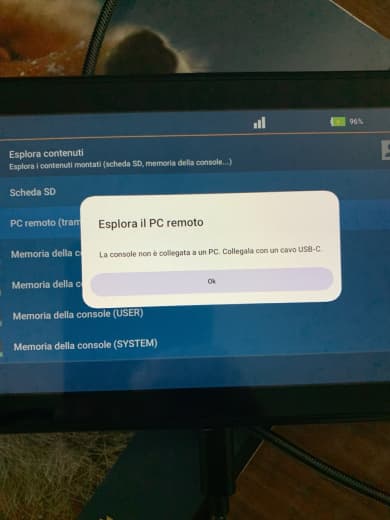 96%
Esplora contenuti
Esplora i contenuti montati (scheda SD, memoria della console...)
Scheda SD
PC remoto
Esplora il PC remoto
La console non è collegata a un PC. Collegala con un cavo USB-C.
Ok
Memoria della
Memoria della
Memoria della console (USER)
Memoria della console (SYSTEM)